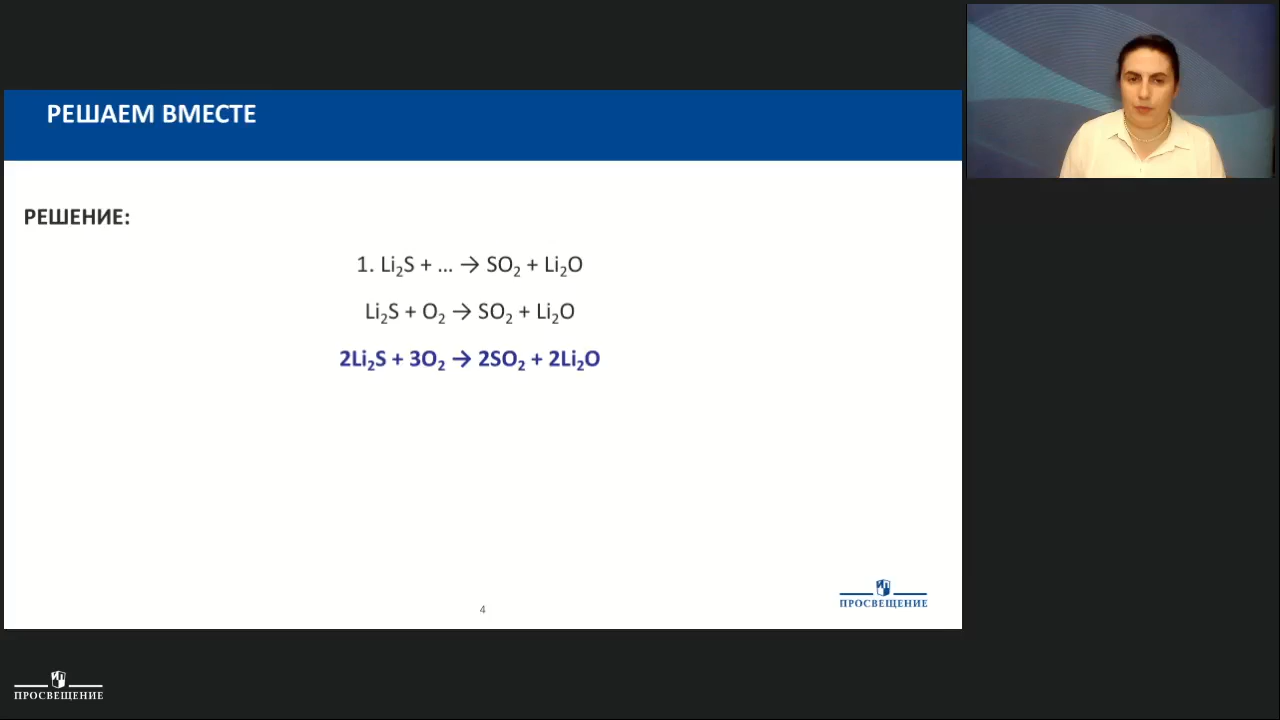 РЕШАЕМ ВМЕСТЕ
РЕШЕНИЕ:
1. Li₂S + ... → SO₂ + Li₂O
Li₂S + O₂ → SO₂ + Li₂O
2Li₂S + 3O₂ → 2SO₂ + 2Li₂O
ПРОСВЕЩЕНИЕ
4
ПРОСВЕЩЕНИЕ